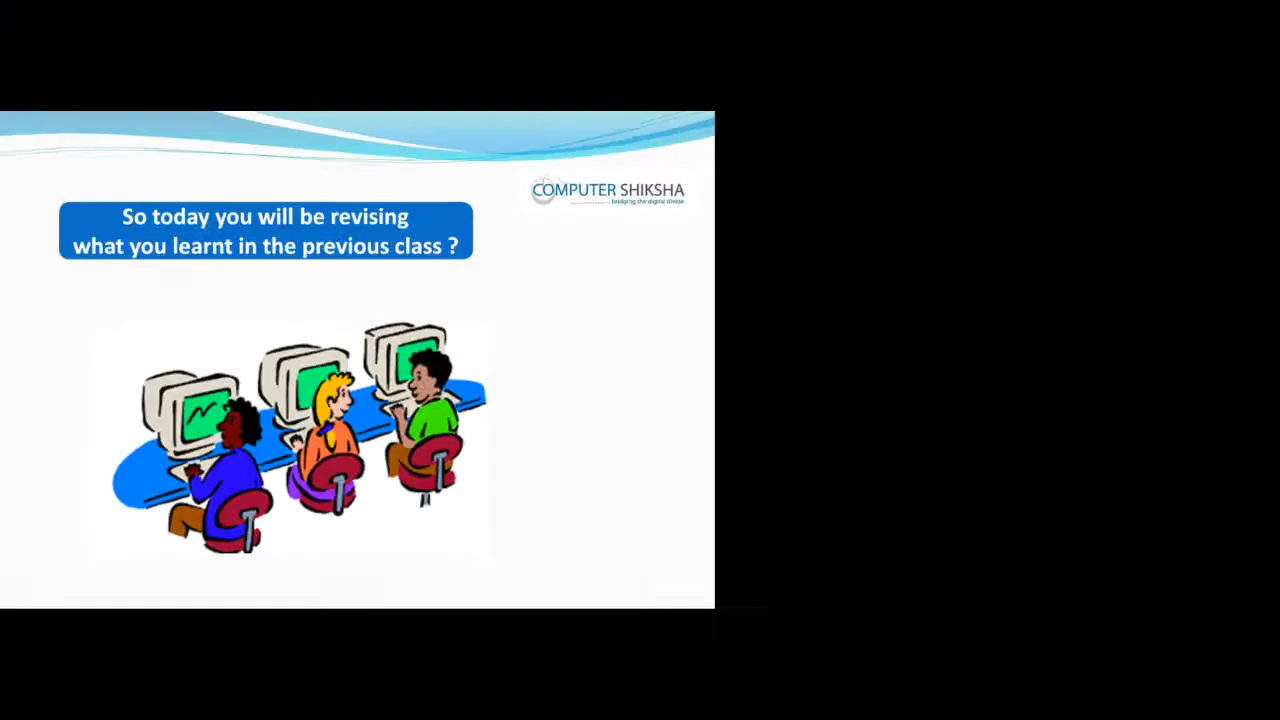 COMPUTER SHIKSHA
bridging the digital divide
So today you will be revising
what you learnt in the previous class ?